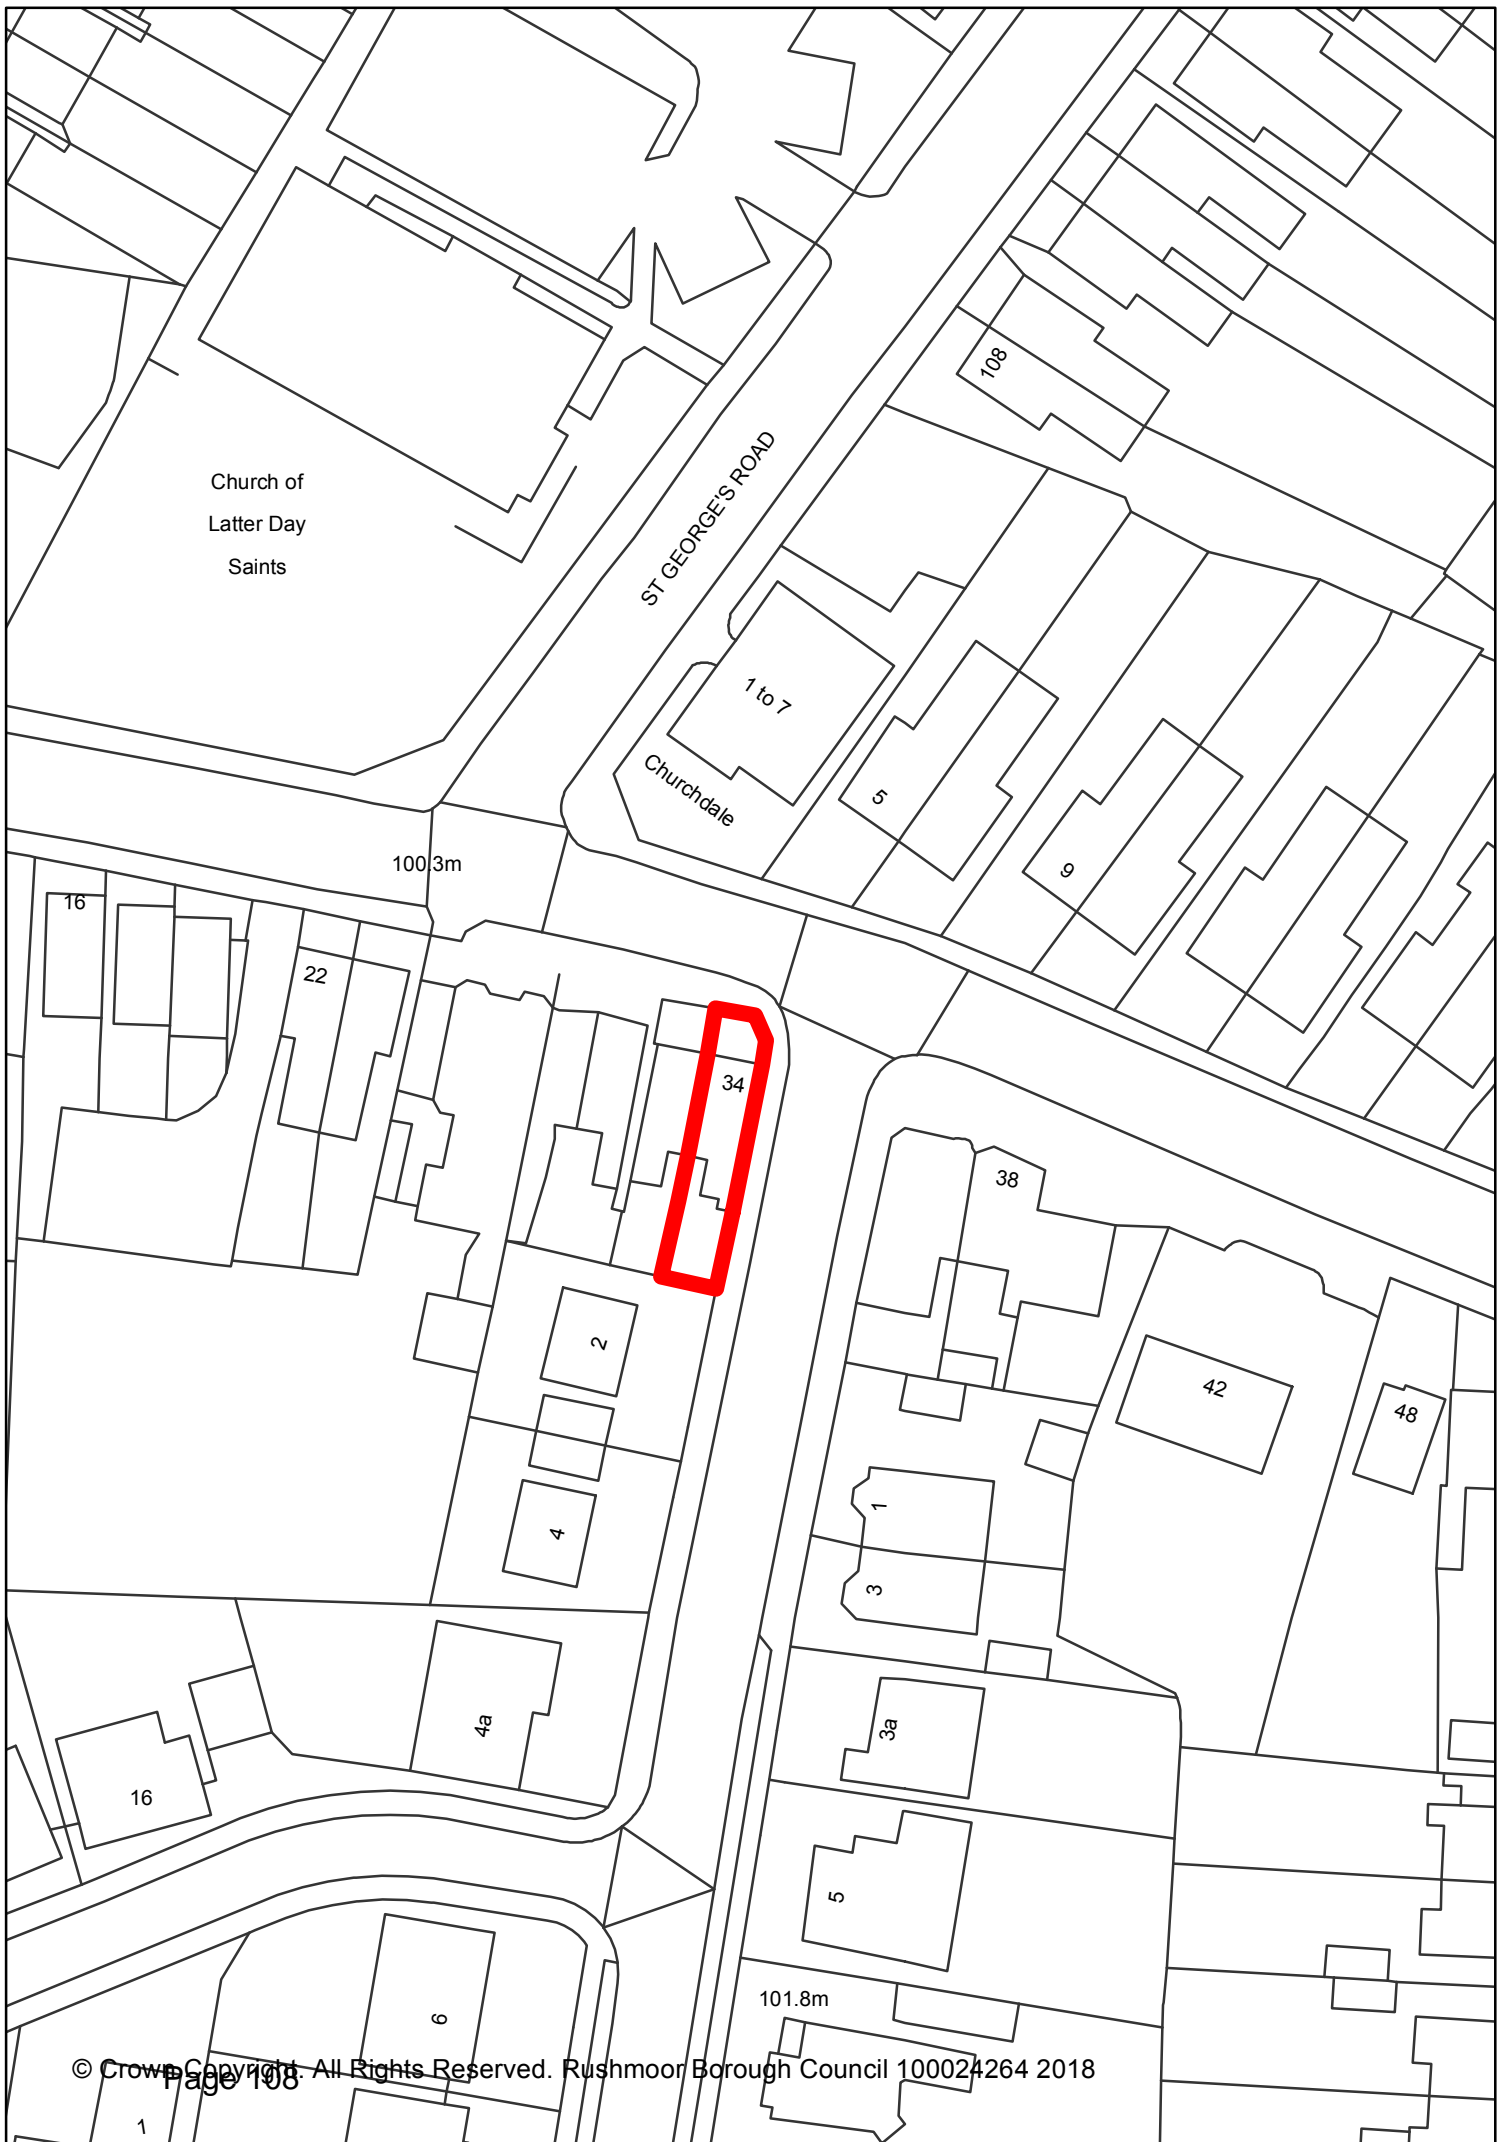 108
Church of
Latter Day
Saints
ST GEORGE'S ROAD
1 to 7
Churchdale
5
9
100.3m
16
22
34
38
2
42
48
4
1
3
4a
3a
16
5
6
101.8m
© Crown Copyright. All Rights Reserved. Rushmoor Borough Council 100024264 2018
Page 108
1